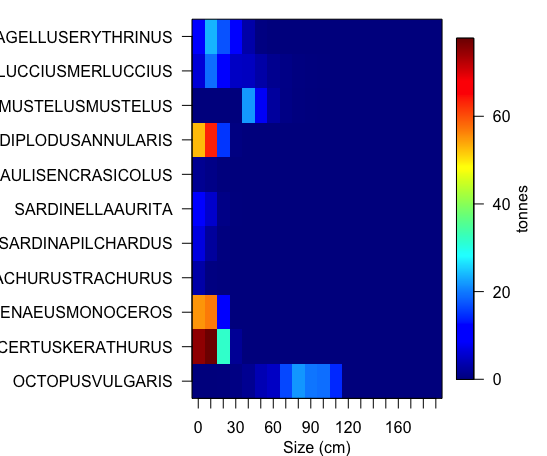 AGELLUSERYTHRINUS
LUCCIUSMERLUCCIUS
MUSTELUSMUSTELUS
DIPLODUSANNULARIS
AULISENCRASICOLUS
SARDINELLAAURITA
SARDINAPILCHARDUS
ACHURUSTRACHURUS
ENAEUSMONOCEROS
CERTUSKERATHURUS
OCTOPUSVULGARIS
0 30 60 90 120 160
Size (cm)
60
40
20
0
tonnes